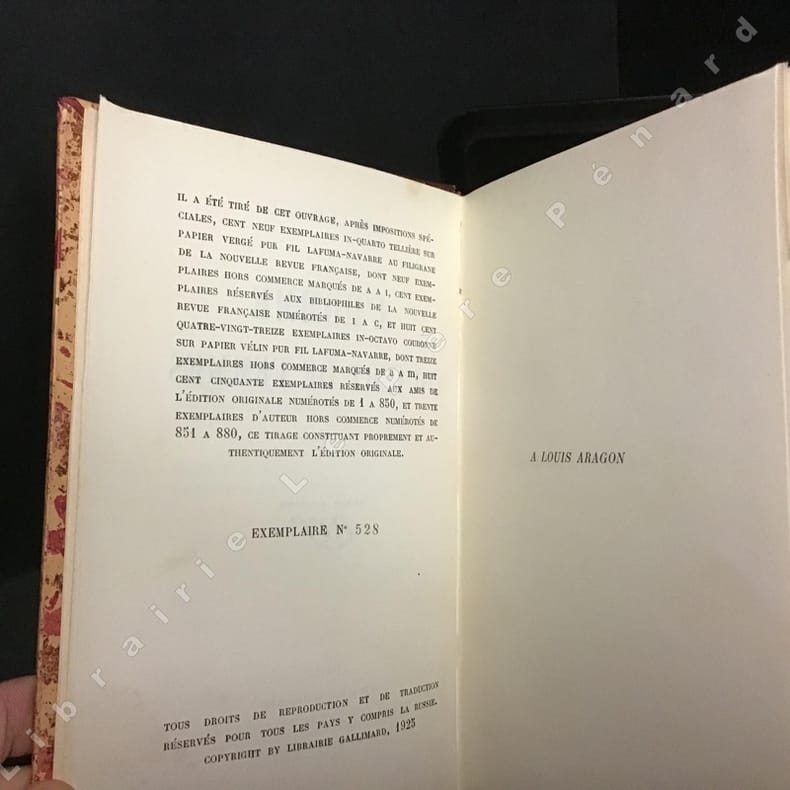 IL A ÉTÉ TIRÉ DE CET OUVRAGE, APRÈS IMPOSITIONS SPÉ-
CIALES, CENT NEUF EXEMPLAIRES IN-QUARTO TELLIÈRE SUR
PAPIER VERGÉ PUR FIL LAFUMA-NAVARRE AU FILIGRANE
DE LA NOUVELLE REVUE FRANÇAISE, DONT NEUF EXEM-
PLAIRES HORS COMMERCE MARQUÉS DE A A I, CENT EXEM-
PLAIRES RÉSERVÉS AUX BIBLIOPHILES DE LA NOUVELLE
REVUE FRANÇAISE NUMÉROTÉS DE I A C, ET HUIT CENT
QUATRE-VINGT-TREIZE EXEMPLAIRES IN-OCTAVO COURONNE
SUR PAPIER VÉLIN PUR FIL LAFUMA-NAVARRE, DONT TREIZE
EXEMPLAIRES HORS COMMERCE MARQUÉS DE a A m, HUIT
CENT CINQUANTE EXEMPLAIRES RÉSERVÉS AUX AMIS DE
L'ÉDITION ORIGINALE NUMÉROTÉS DE 1 A 850, ET TRENTE
EXEMPLAIRES D'AUTEUR HORS COMMERCE NUMÉROTÉS DE
851 A 880, CE TIRAGE CONSTITUANT PROPREMENT ET AU-
THENTIQUEMENT L'ÉDITION ORIGINALE.
EXEMPLAIRE N° 528
TOUS DROITS DE REPRODUCTION ET DE TRADUCTION
RÉSERVÉS POUR TOUS LES PAYS Y COMPRIS LA RUSSIE.
COPYRIGHT BY LIBRAIRIE GALLIMARD, 1925
A LOUIS ARAGON
Librairie Le père Pénard